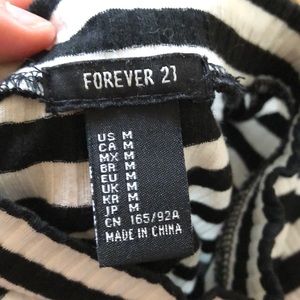 FOREVER 21
US M
CA M
MX M
BR M
EU M
UK M
KR M
JP M
CN 165/92A
MADE IN CHINA